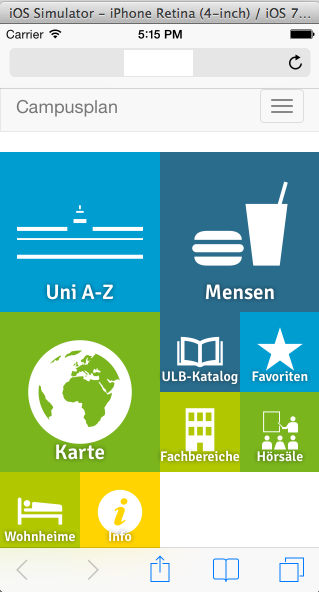 iOS Simulator – iPhone Retina (4-inch) / iOS 7...
Carrier 5:15 PM
Campusplan
Uni A-Z
Mensen
ULB-Katalog
Favoriten
Karte
Fachbereiche
Hörsäle
Wohnheime
Info